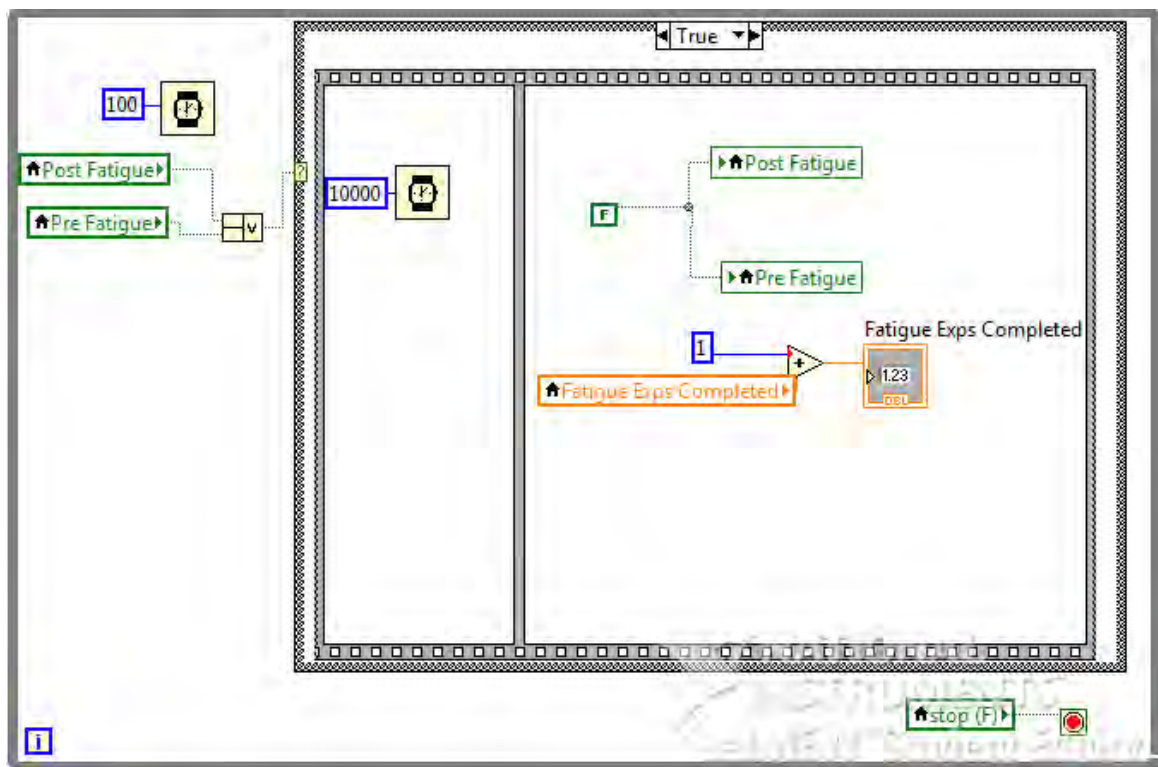 True
100
Post Fatigue
Pre Fatigue
?
V
10000
Post Fatigue
F
Pre Fatigue
Fatigue Exps Completed
1
+
1.23
Fatigue Exps Completed
DBL
stop (F)
i